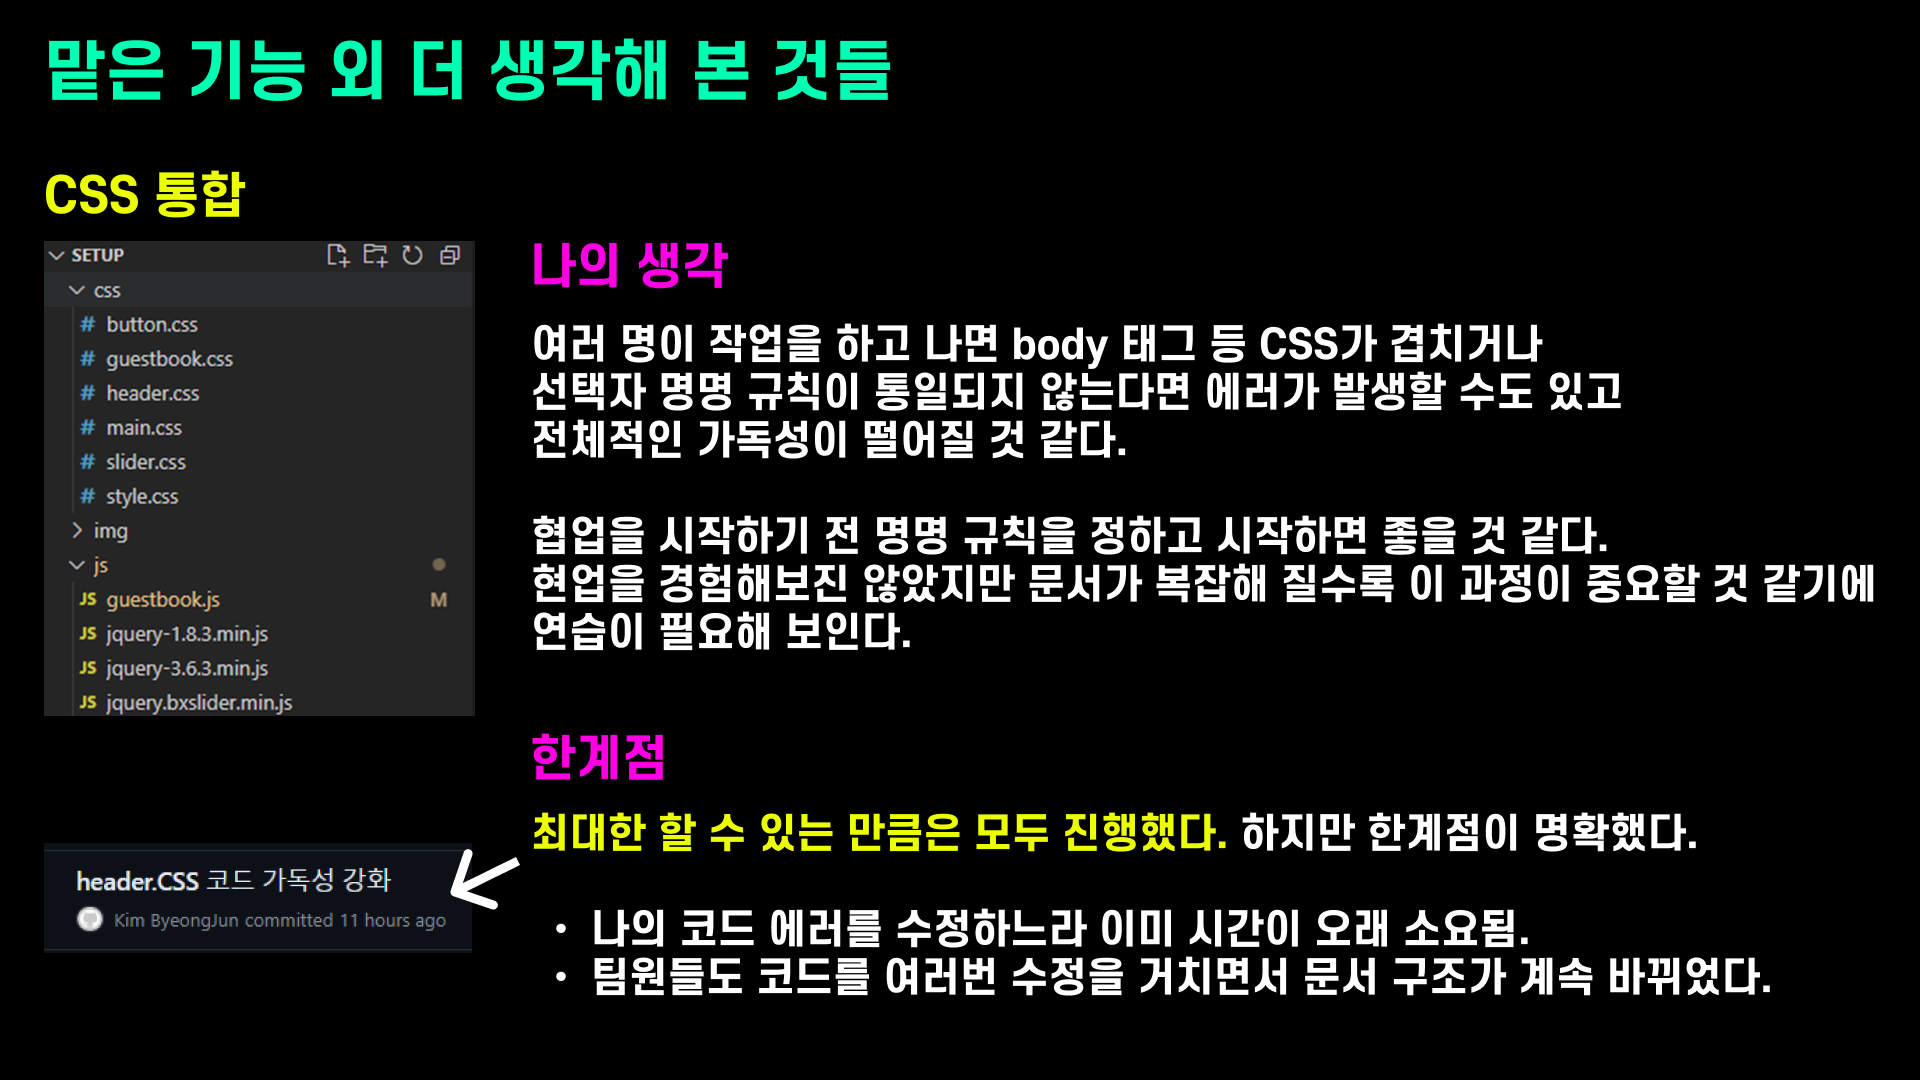 맡은 기능 외 더 생각해 본 것들
CSS 통합
SETUP
css
# button.css
# guestbook.css
# header.css
# main.css
# slider.css
# style.css
img
js
JS guestbook.js M
JS jquery-1.8.3.min.js
JS jquery-3.6.3.min.js
JS jquery.bxslider.min.js
나의 생각
여러 명이 작업을 하고 나면 body 태그 등 CSS가 겹치거나
선택자 명명 규칙이 통일되지 않는다면 에러가 발생할 수도 있고
전체적인 가독성이 떨어질 것 같다.
협업을 시작하기 전 명명 규칙을 정하고 시작하면 좋을 것 같다.
현업을 경험해보진 않았지만 문서가 복잡해 질수록 이 과정이 중요할 것 같기에
연습이 필요해 보인다.
한계점
최대한 할 수 있는 만큼은 모두 진행했다. 하지만 한계점이 명확했다.
header.CSS 코드 가독성 강화
Kim ByeongJun committed 11 hours ago
• 나의 코드 에러를 수정하느라 이미 시간이 오래 소요됨.
• 팀원들도 코드를 여러번 수정을 거치면서 문서 구조가 계속 바뀌었다.